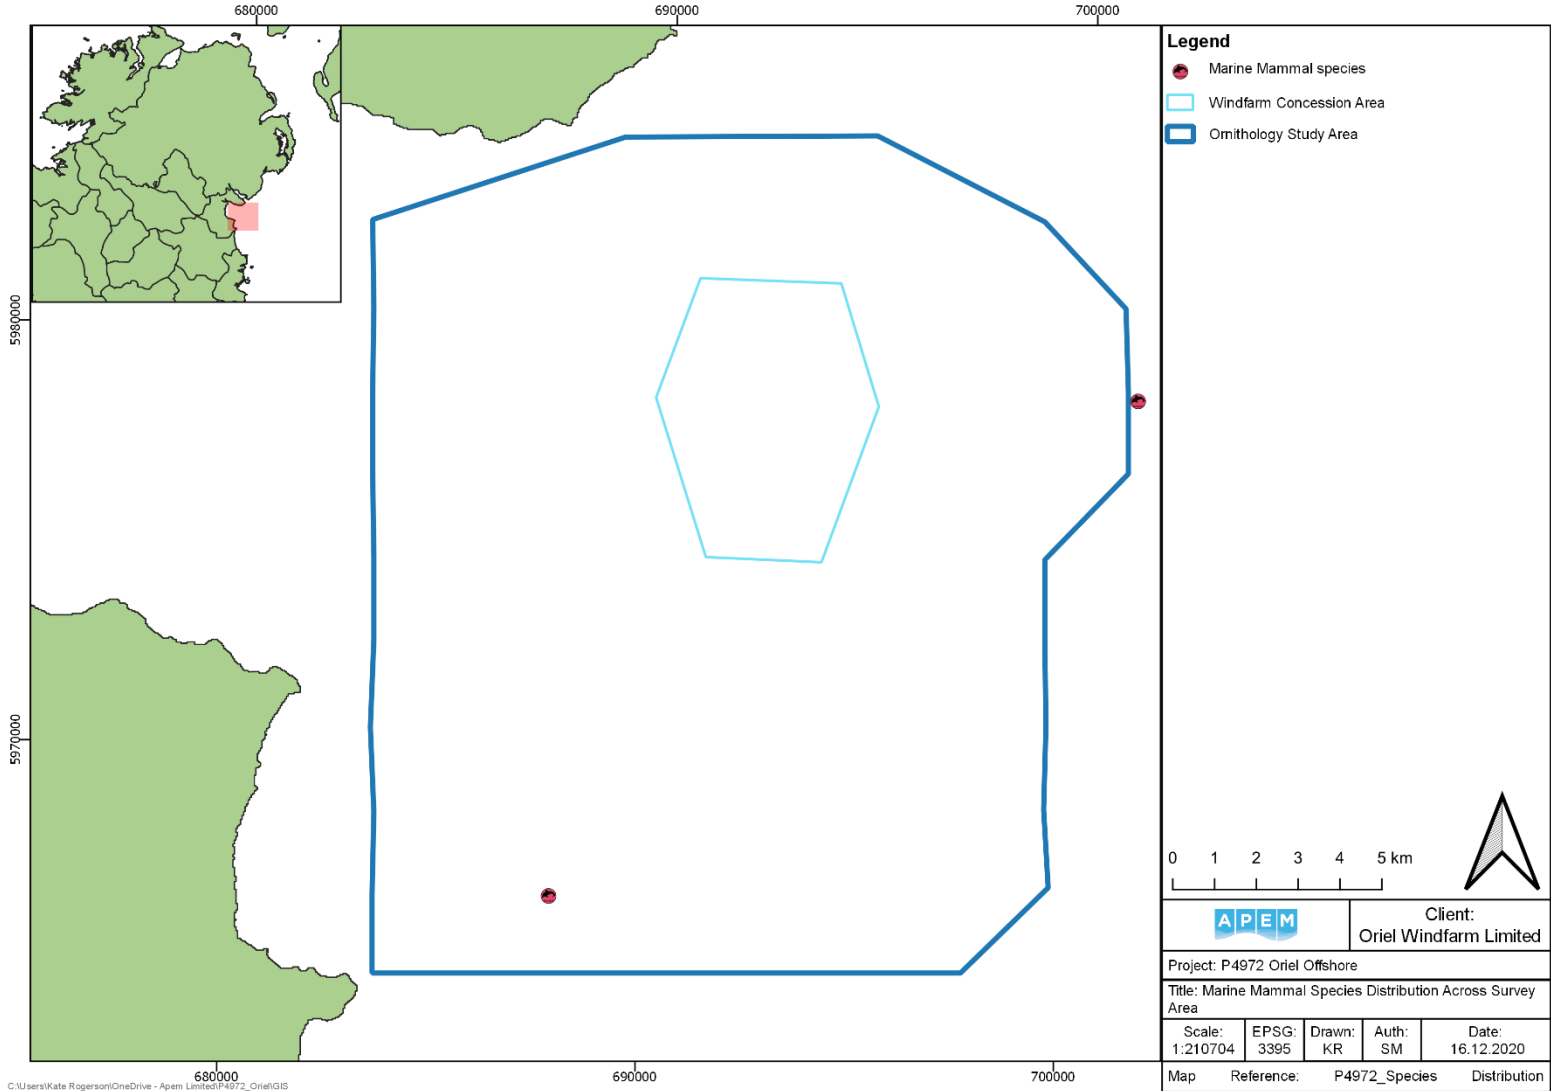 680000
690000
700000
5980000
5970000
680000
690000
700000
Legend
Marine Mammal species
Windfarm Concession Area
Ornithology Study Area
0 1 2 3 4 5 km
APEM
Client:
Oriel Windfarm Limited
Project: P4972 Oriel Offshore
Title: Marine Mammal Species Distribution Across Survey
Area
Scale:
1:210704
EPSG:
3395
Drawn:
KR
Auth:
SM
Date:
16.12.2020
Map Reference: P4972_Species Distribution
C:\Users\Kate Rogerson\OneDrive - Apem Limited\P4972_Oriel\GIS